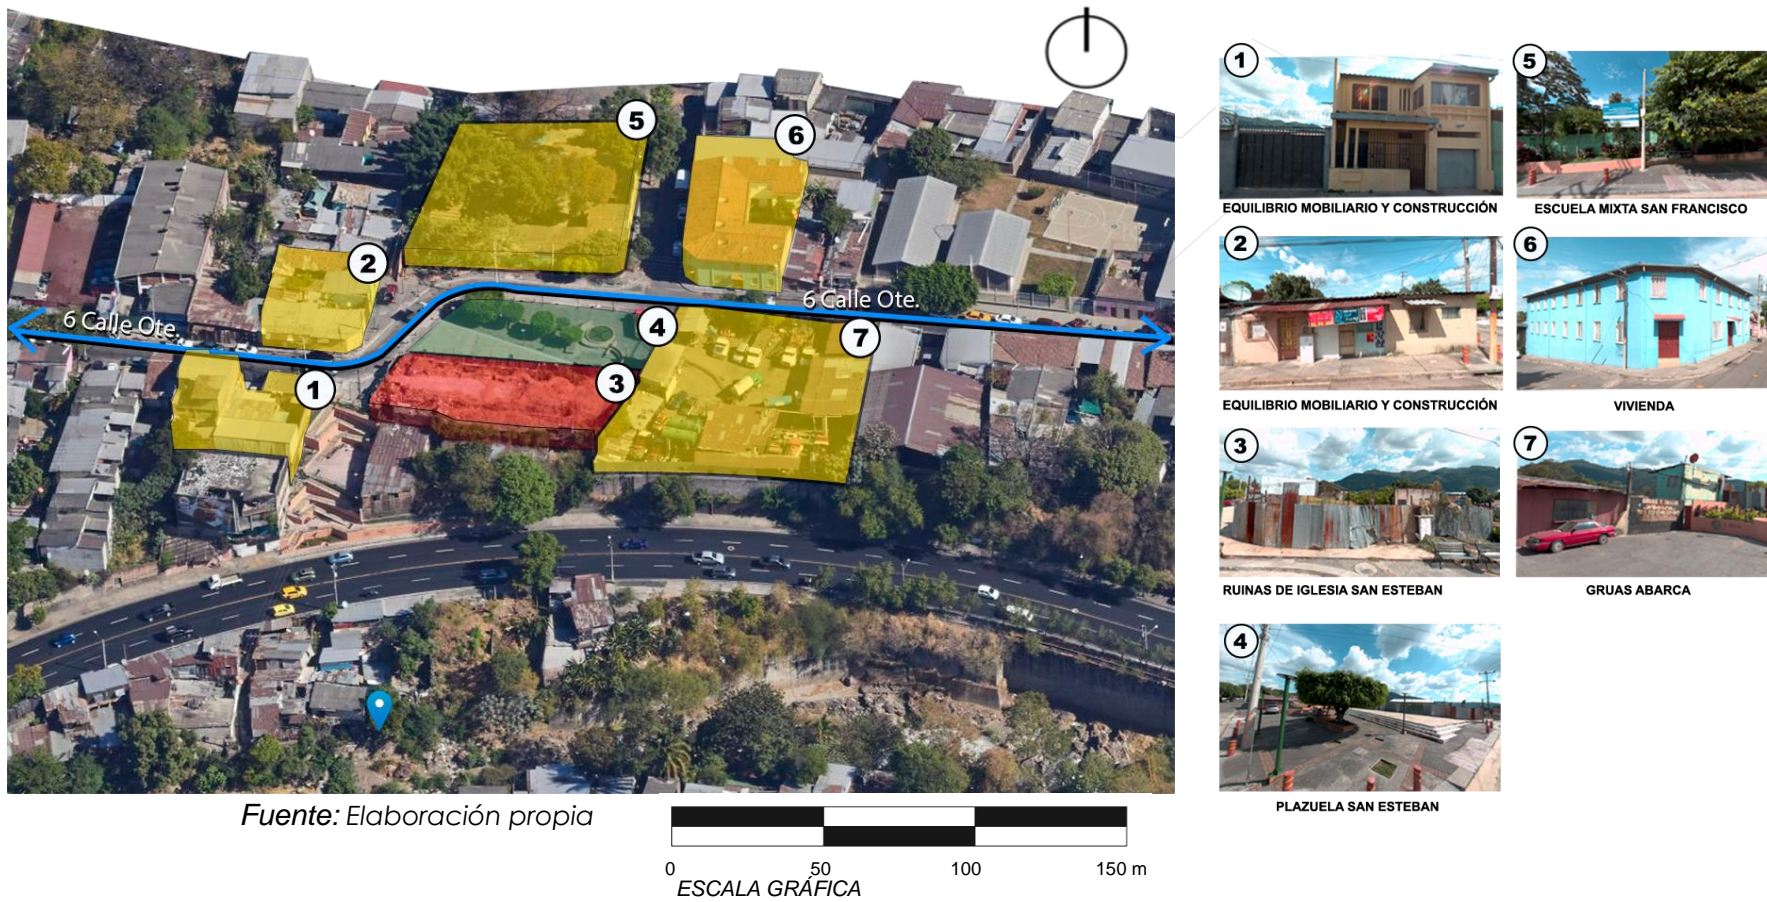 5
6
2
6 Calle Ote.
6 Calle Ote.
4
7
3
1
Fuente: Elaboración propia
0 50 100 150 m
ESCALA GRÁFICA
1
EQUILIBRIO MOBILIARIO Y CONSTRUCCIÓN
2
EQUILIBRIO MOBILIARIO Y CONSTRUCCIÓN
3
RUINAS DE IGLESIA SAN ESTEBAN
4
PLAZUELA SAN ESTEBAN
5
ESCUELA MIXTA SAN FRANCISCO
6
VIVIENDA
7
GRUAS ABARCA